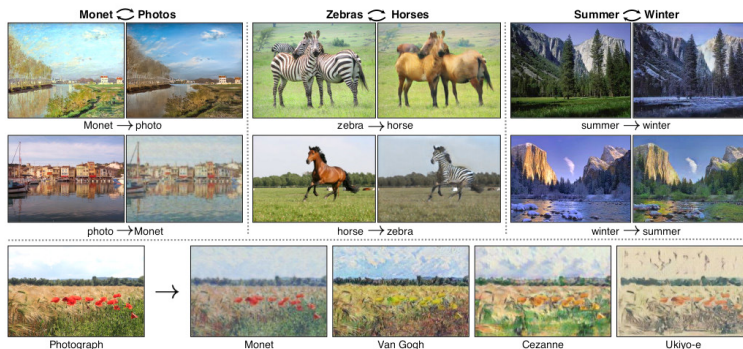 Monet Photos
Zebras Horses
Summer Winter
Monet → photo
zebra → horse
summer → winter
photo → Monet
horse → zebra
winter → summer
Photograph
Monet
Van Gogh
Cezanne
Ukiyo-e